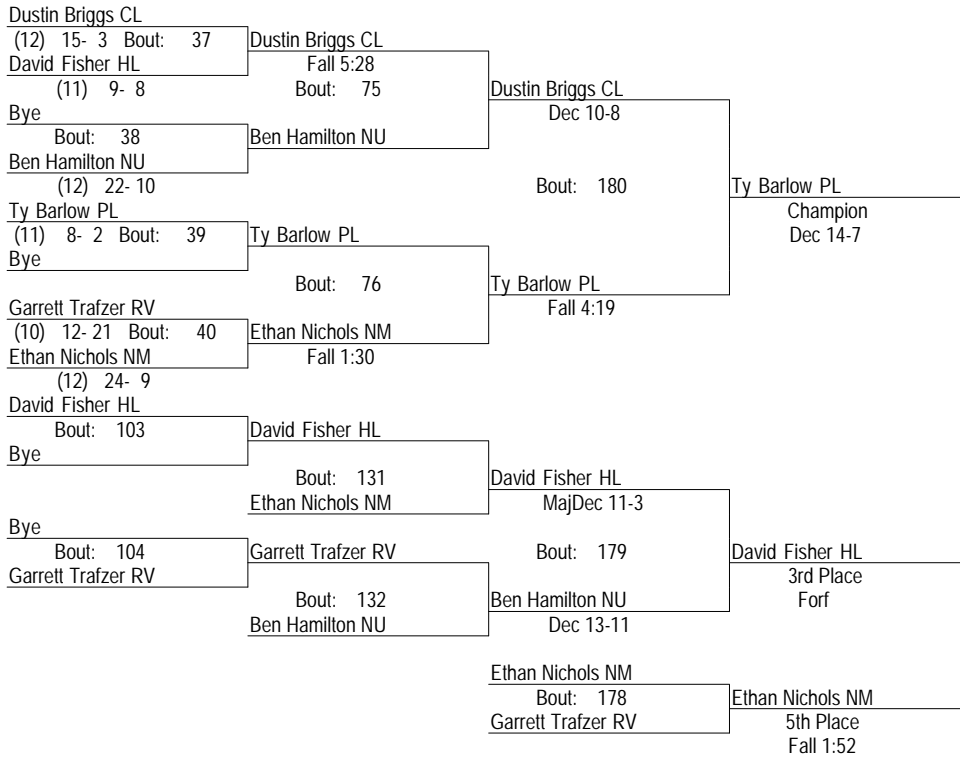 Dustin Briggs CL
(12) 15- 3 Bout: 37 Dustin Briggs CL
David Fisher HL Fall 5:28
(11) 9- 8 Bout: 75 Dustin Briggs CL
Bye Dec 10-8
Bout: 38 Ben Hamilton NU
Ben Hamilton NU
(12) 22- 10 Bout: 180 Ty Barlow PL
Ty Barlow PL Champion
(11) 8- 2 Bout: 39 Ty Barlow PL Dec 14-7
Bye
Bout: 76 Ty Barlow PL
Garrett Trafzer RV Fall 4:19
(10) 12- 21 Bout: 40 Ethan Nichols NM
Ethan Nichols NM Fall 1:30
(12) 24- 9
David Fisher HL
Bout: 103 David Fisher HL
Bye
Bout: 131 David Fisher HL
Ethan Nichols NM MajDec 11-3
Bye
Bout: 104 Garrett Trafzer RV Bout: 179 David Fisher HL
Garrett Trafzer RV 3rd Place
Bout: 132 Ben Hamilton NU Forf
Ben Hamilton NU Dec 13-11
Ethan Nichols NM
Bout: 178 Ethan Nichols NM
Garrett Trafzer RV 5th Place
Fall 1:52